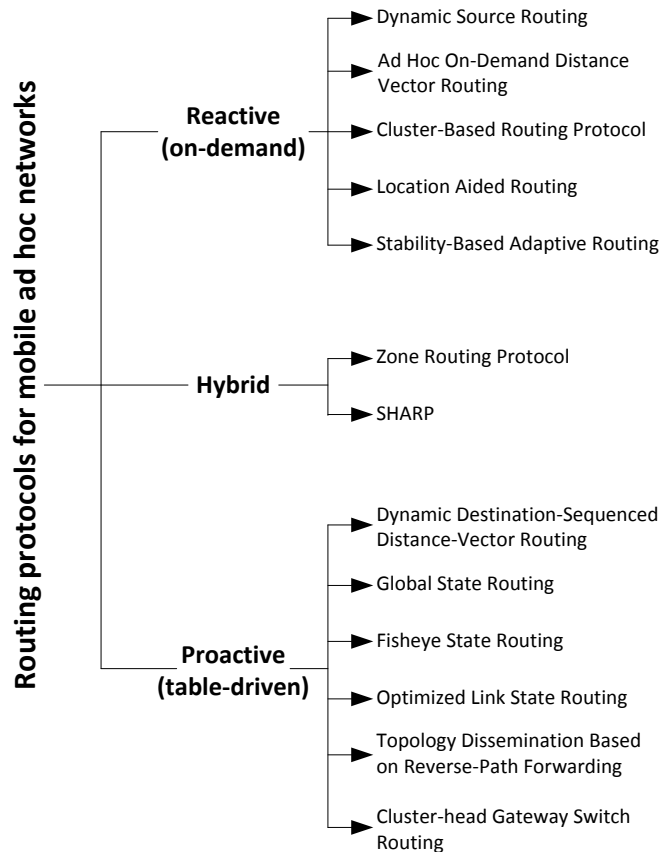 Routing protocols for mobile ad hoc networks
Reactive
(on-demand)
Dynamic Source Routing
Ad Hoc On-Demand Distance
Vector Routing
Cluster-Based Routing Protocol
Location Aided Routing
Stability-Based Adaptive Routing
Hybrid
Zone Routing Protocol
SHARP
Proactive
(table-driven)
Dynamic Destination-Sequenced
Distance-Vector Routing
Global State Routing
Fisheye State Routing
Optimized Link State Routing
Topology Dissemination Based
on Reverse-Path Forwarding
Cluster-head Gateway Switch
Routing